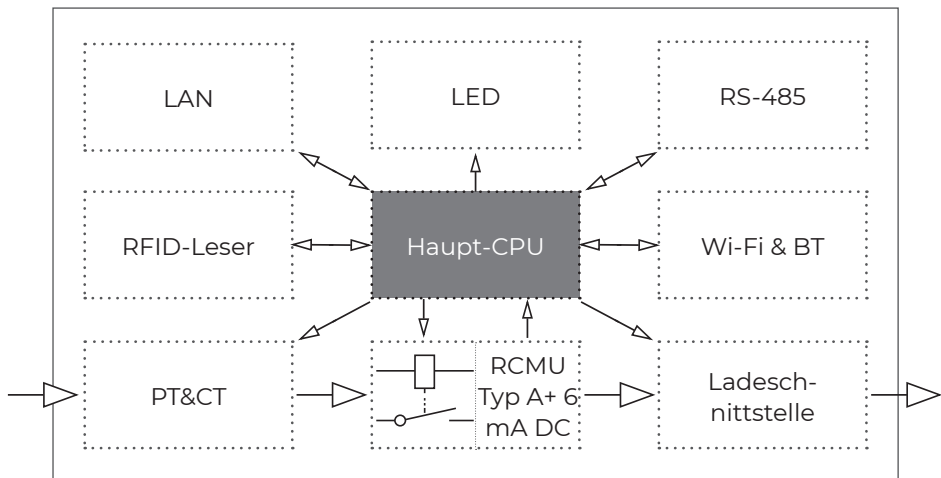 LAN
LED
RS-485
RFID-Leser
Haupt-CPU
Wi-Fi & BT
PT&CT
RCMU
Typ A+ 6
mA DC
Ladesch-
nittstelle